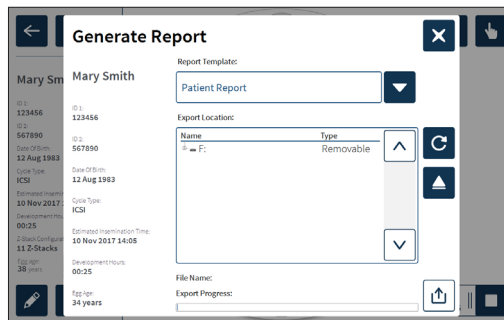 Generate Report
Mary Smith
ID 1:
123456
ID 2:
567890
Date Of Birth:
12 Aug 1983
Cycle Type:
ICSI
Estimated Insemination Time:
10 Nov 2017 14:05
Development Hours:
00:25
Egg Age:
34 years
Report Template:
Patient Report
Export Location:
Name Type
F: Removable
File Name:
Export Progress:
Mary Sm
ID 1:
123456
ID 2:
567890
Date Of Birth:
12 Aug 1983
Cycle Type:
ICSI
Estimated Insemin
10 Nov 2017
Development Hou
00:25
Z-Stack Configurat
11 Z-Stacks
Egg Age:
38 years